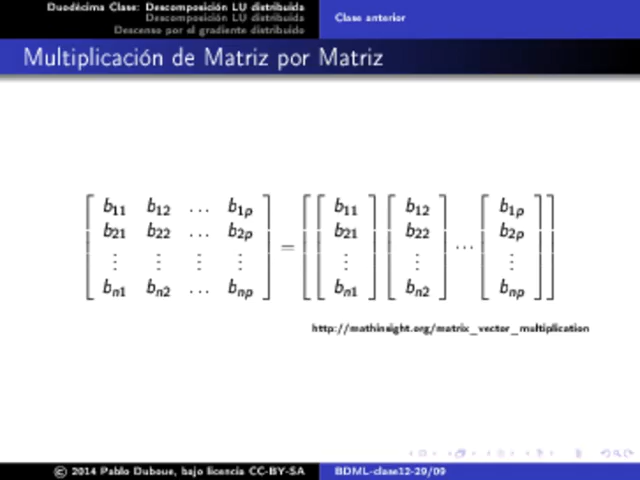 Duodécima Clase: Descomposición LU distribuida
Descomposición LU distribuida
Descenso por el gradiente distribuido
Clase anterior
Multiplicación de Matriz por Matriz
b11 b12 ... b1p
b21 b22 ... b2p
⋮ ⋮ ⋮ ⋮
bn1 bn2 ... bnp
=
b11
b21
⋮
bn1
b12
b22
⋮
bn2
...
b1p
b2p
⋮
bnp
http://mathinsight.org/matrix_vector_multiplication
© 2014 Pablo Duboue, bajo licencia CC-BY-SA
BDML-clase12-29/09